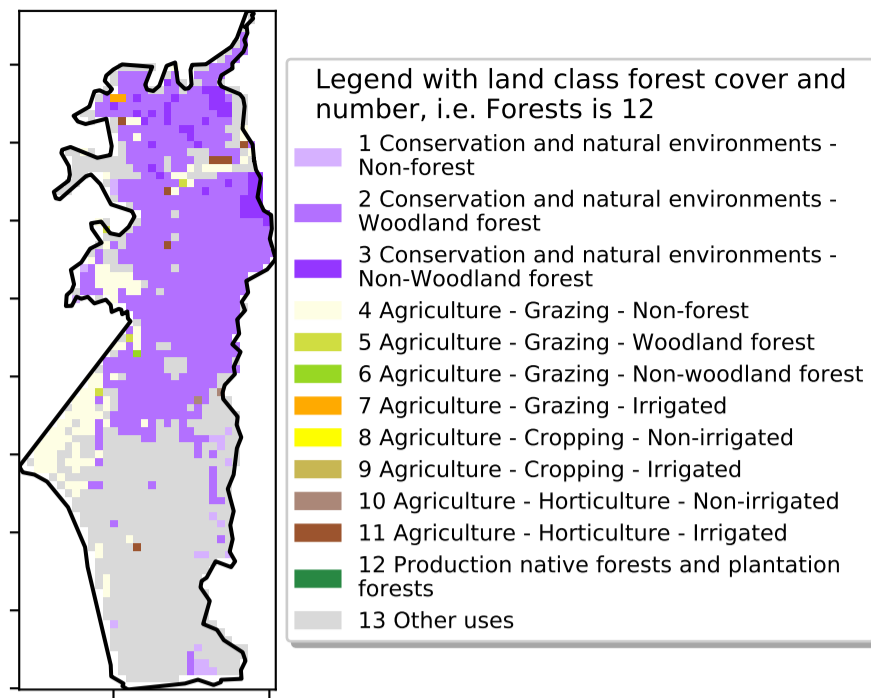 Legend with land class forest cover and
number, i.e. Forests is 12
1 Conservation and natural environments -
Non-forest
2 Conservation and natural environments -
Woodland forest
3 Conservation and natural environments -
Non-Woodland forest
4 Agriculture - Grazing - Non-forest
5 Agriculture - Grazing - Woodland forest
6 Agriculture - Grazing - Non-woodland forest
7 Agriculture - Grazing - Irrigated
8 Agriculture - Cropping - Non-irrigated
9 Agriculture - Cropping - Irrigated
10 Agriculture - Horticulture - Non-irrigated
11 Agriculture - Horticulture - Irrigated
12 Production native forests and plantation
forests
13 Other uses